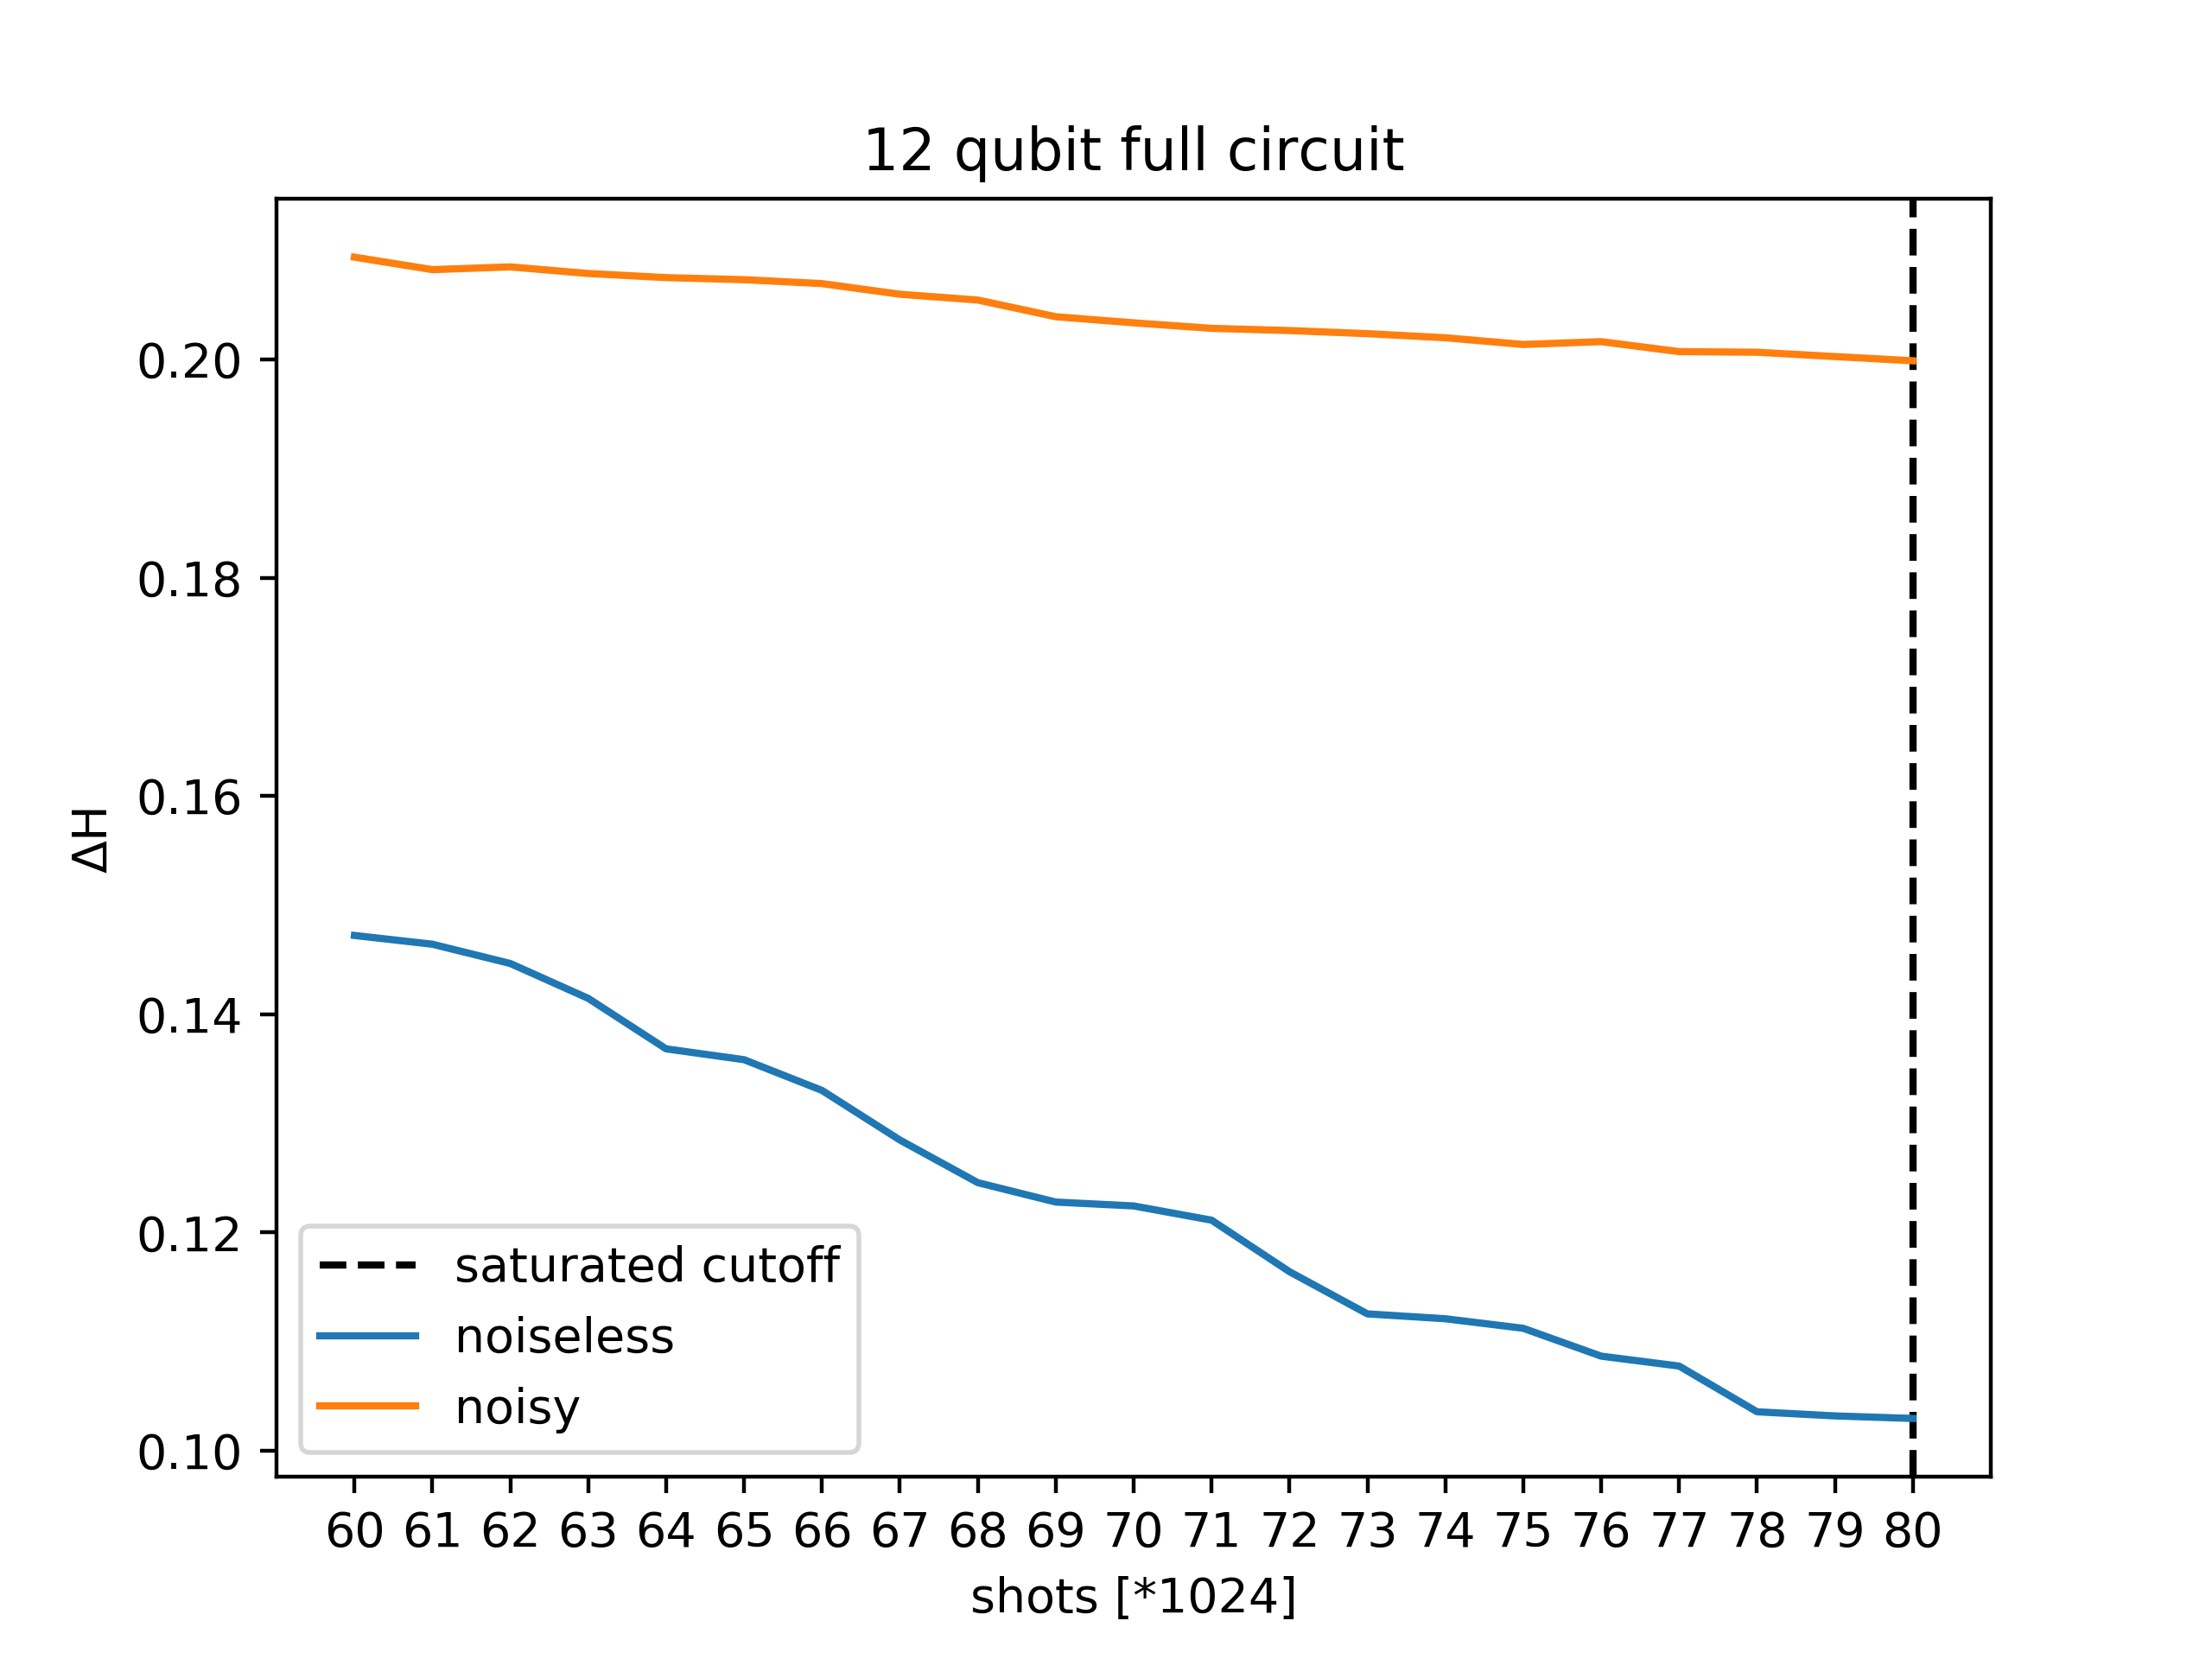 12 qubit full circuit
0.20
0.18
0.16
0.14
0.12
0.10
ΔH
saturated cutoff
noiseless
noisy
60 61 62 63 64 65 66 67 68 69 70 71 72 73 74 75 76 77 78 79 80
shots [*1024]